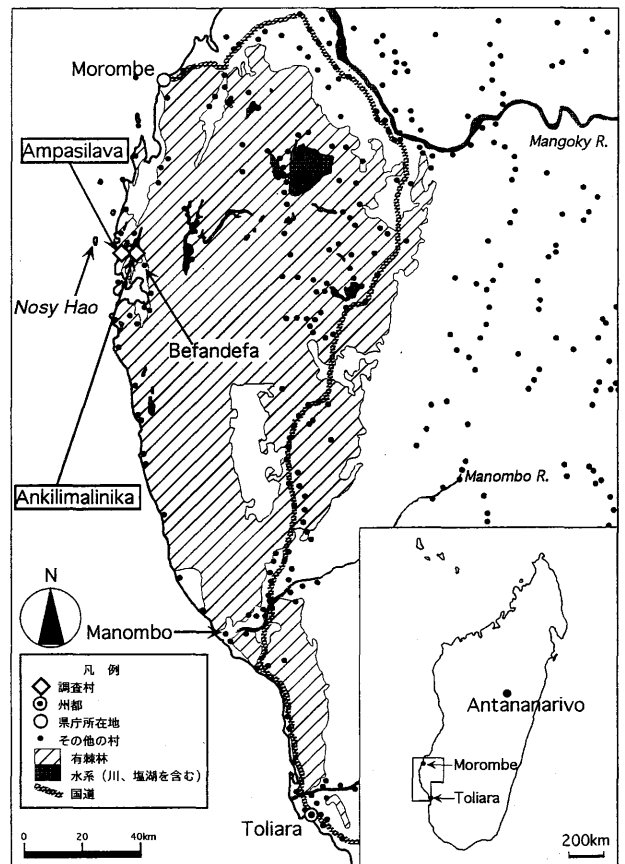 Morombe
Ampasilava
Mangoky R.
Nosy Hao
Befandefa
Manombo R.
Ankilimalinika
N
Manombo
凡 例
調査村
州都
県庁所在地
その他の村
有棘林
水系（川、塩湖を含む）
国道
0 20 40km
Toliara
Antananarivo
Morombe
Toliara
200km